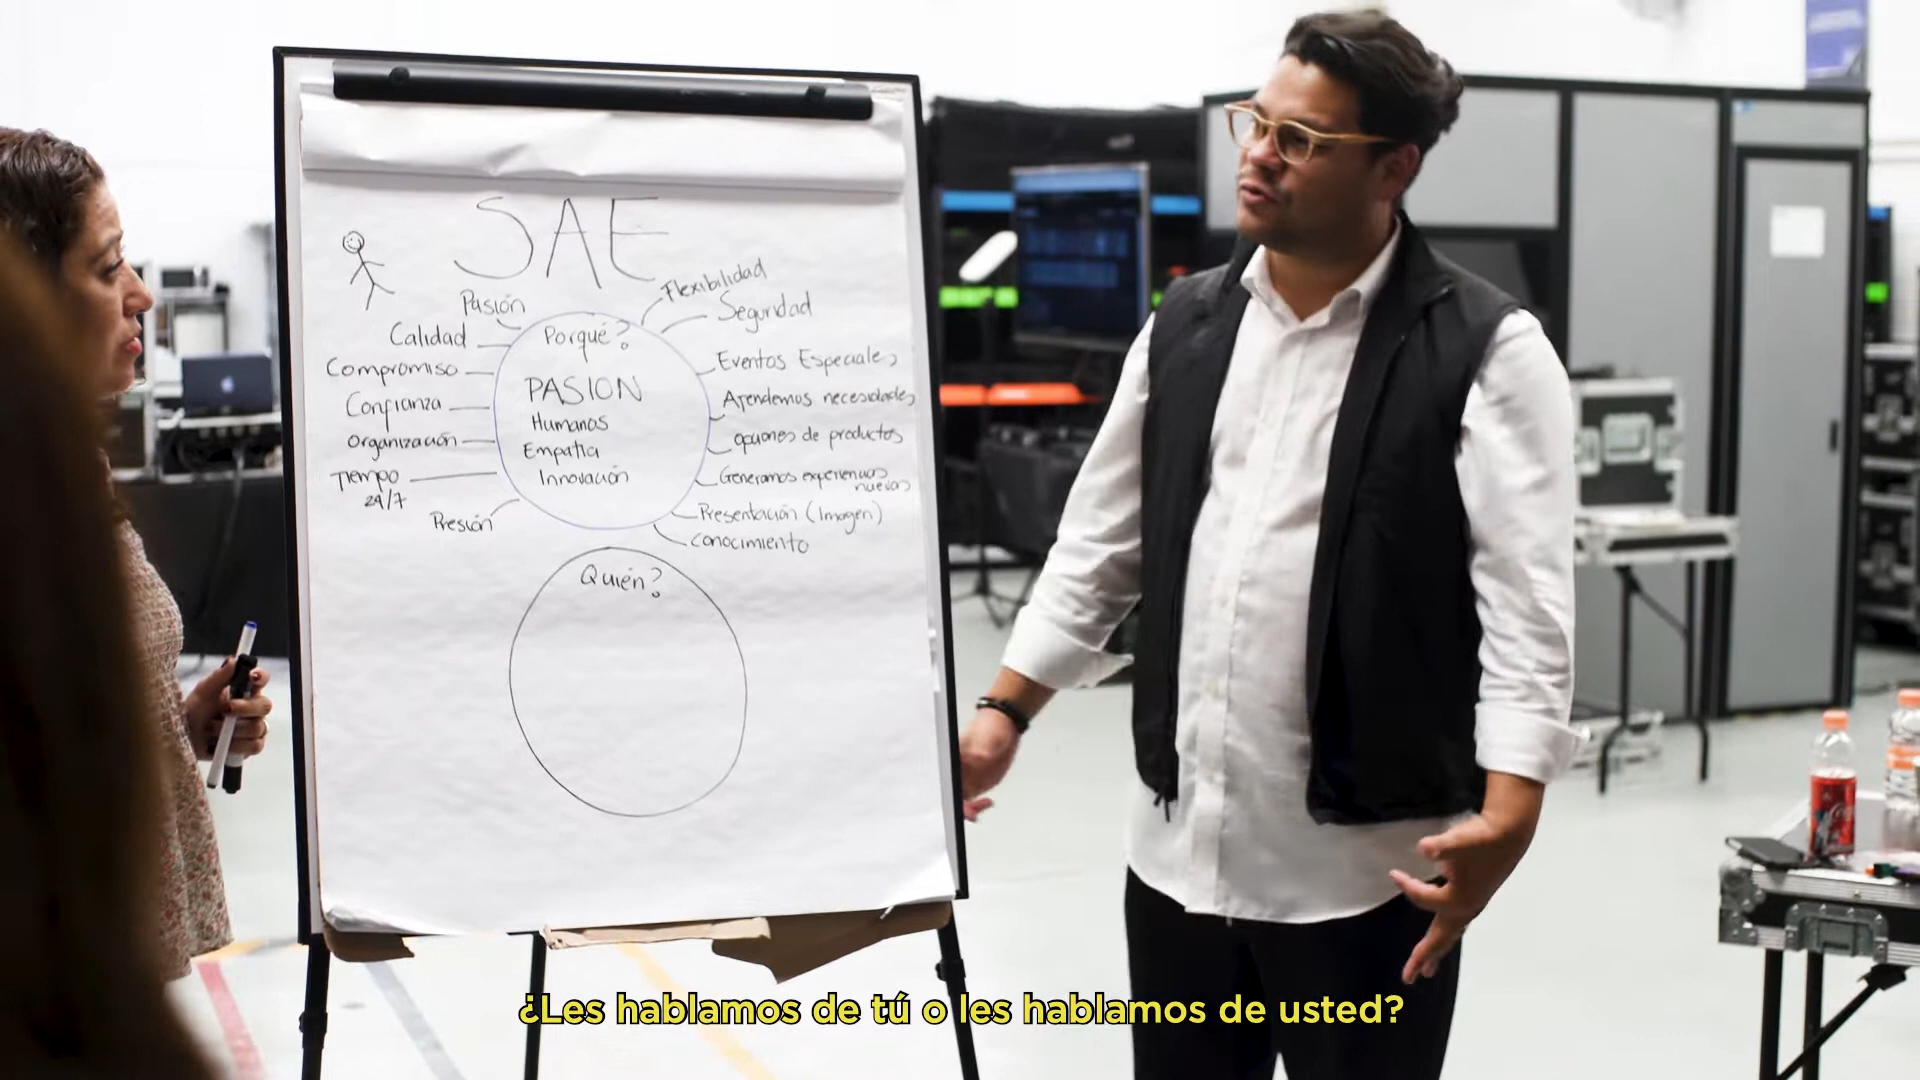 SAE
Pasión
Calidad
Compromiso
Confianza
Organización
Tiempo
24/7
Presión
Porqué?
PASION
Humanos
Empatia
Innovación
Flexibilidad
Seguridad
Eventos Especiales
Atendemos necesidades
opciones de productos
Generamos experiencias
nuevas
Presentación (Imagen)
conocimiento
Quién?
¿Les hablamos de tú o les hablamos de usted?